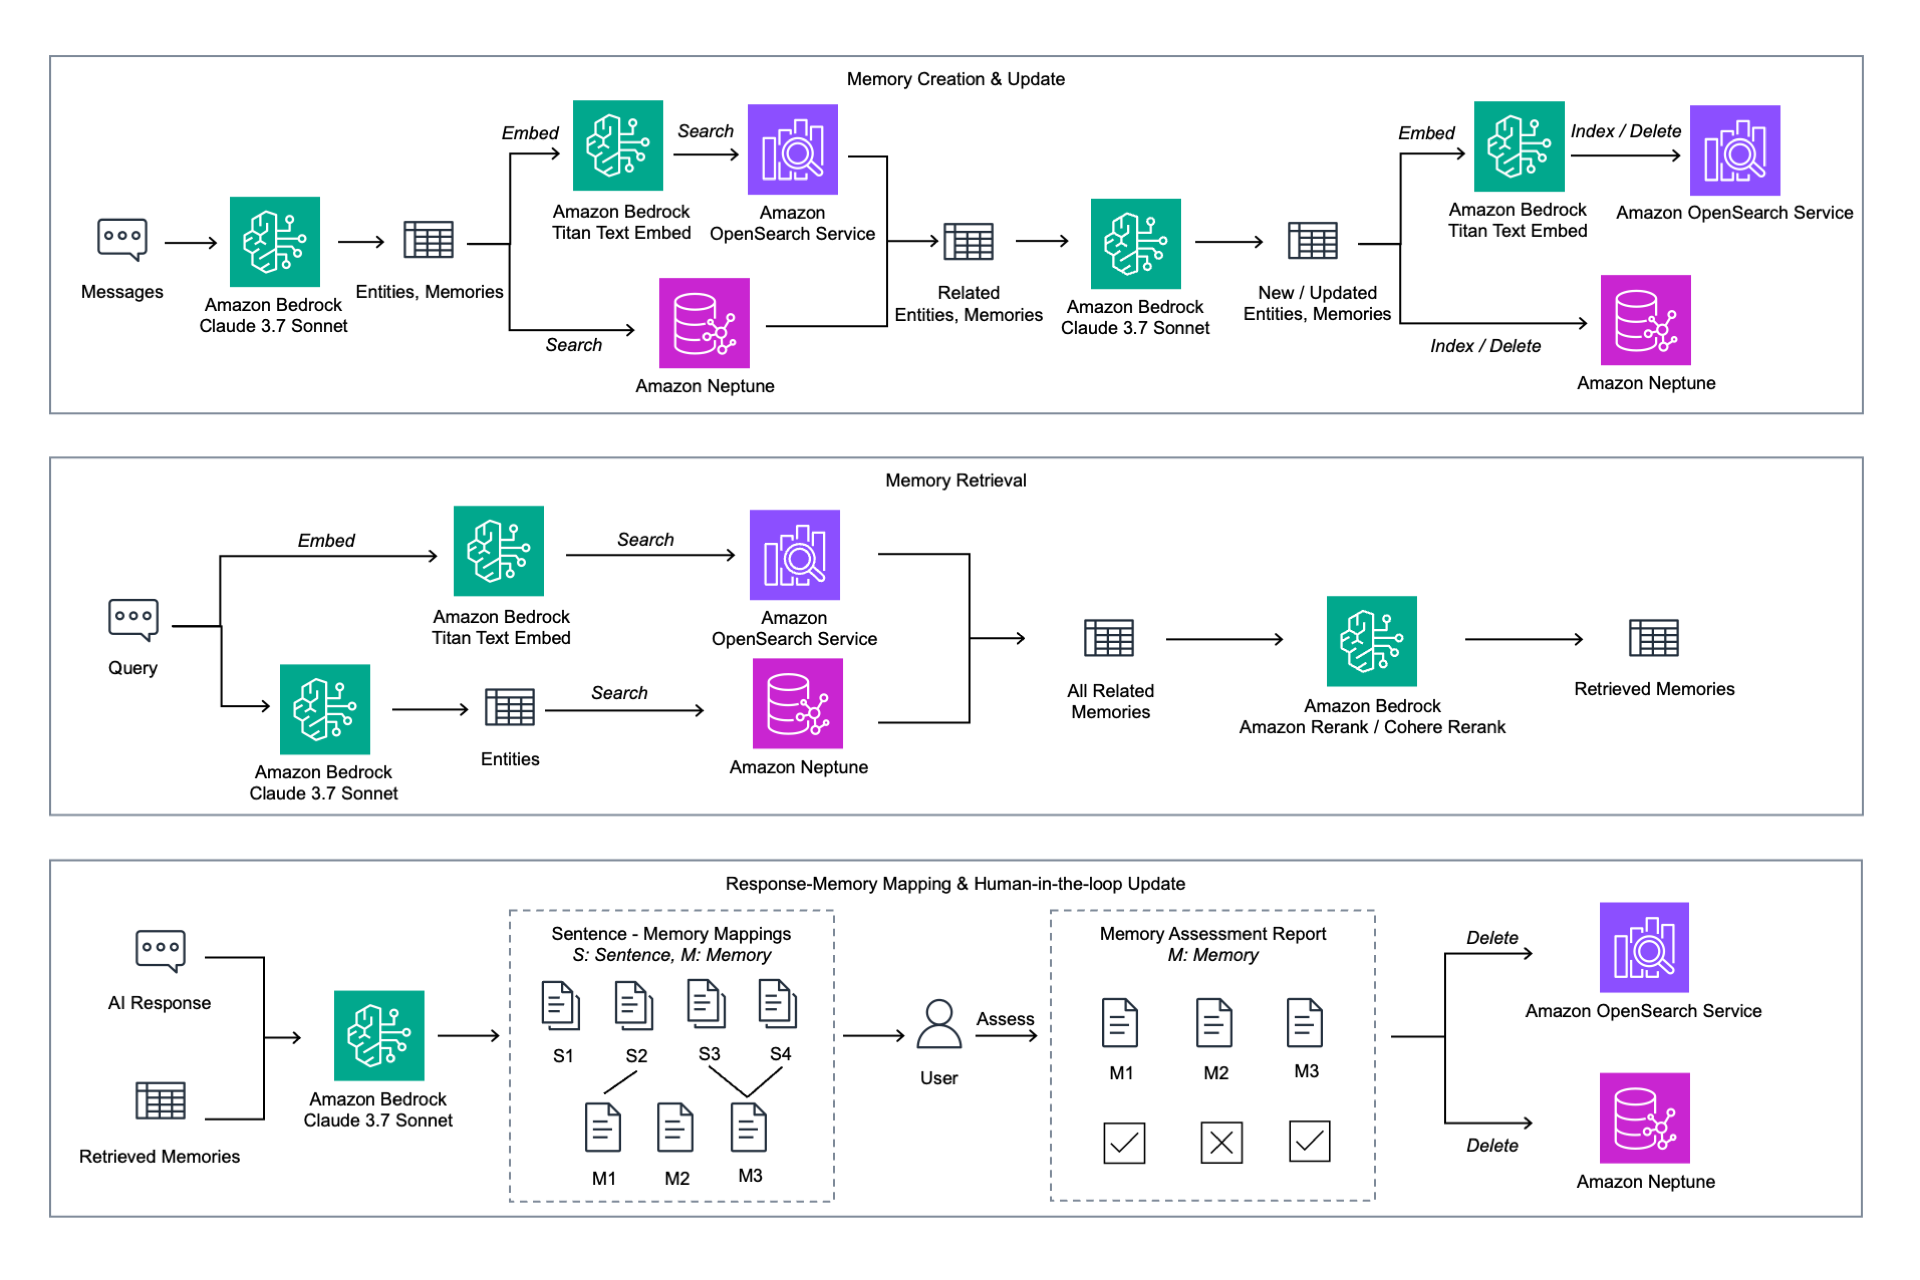 Memory Creation & Update
Messages
Amazon Bedrock
Claude 3.7 Sonnet
Entities, Memories
Embed
Amazon Bedrock
Titan Text Embed
Search
Amazon
OpenSearch Service
Search
Amazon Neptune
Related
Entities, Memories
Amazon Bedrock
Claude 3.7 Sonnet
New / Updated
Entities, Memories
Embed
Amazon Bedrock
Titan Text Embed
Index / Delete
Amazon OpenSearch Service
Index / Delete
Amazon Neptune
Memory Retrieval
Query
Embed
Amazon Bedrock
Titan Text Embed
Search
Amazon
OpenSearch Service
Amazon Bedrock
Claude 3.7 Sonnet
Entities
Search
Amazon Neptune
All Related
Memories
Amazon Bedrock
Amazon Rerank / Cohere Rerank
Retrieved Memories
Response-Memory Mapping & Human-in-the-loop Update
AI Response
Retrieved Memories
Amazon Bedrock
Claude 3.7 Sonnet
Sentence - Memory Mappings
S: Sentence, M: Memory
S1
S2
S3
S4
M1
M2
M3
User
Assess
Memory Assessment Report
M: Memory
M1
M2
M3
Delete
Amazon OpenSearch Service
Delete
Amazon Neptune